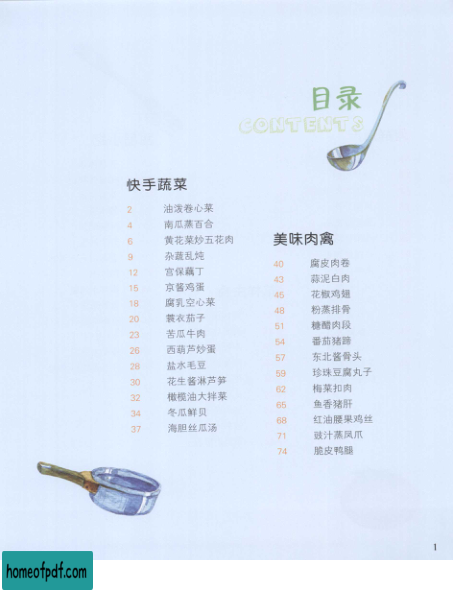 目录
CONTENTS
快手蔬菜
2 油泼卷心菜
4 南瓜蒸百合
6 黄花菜炒五花肉
9 杂蔬乱炖
12 宫保藕丁
15 京酱鸡蛋
18 腐乳空心菜
20 蓑衣茄子
23 苦瓜牛肉
26 西葫芦炒蛋
28 盐水毛豆
30 花生酱淋芦笋
32 橄榄油大拌菜
34 冬瓜鲜贝
37 海胆丝瓜汤
美味肉禽
40 腐皮肉卷
43 蒜泥白肉
45 花椒鸡翅
48 粉蒸排骨
51 糖醋肉段
54 番茄猪蹄
57 东北酱骨头
59 珍珠豆腐丸子
62 梅菜扣肉
65 鱼香猪肝
68 红油腰果鸡丝
71 豉汁蒸凤爪
74 脆皮鸭腿
1
homeofpdf.com